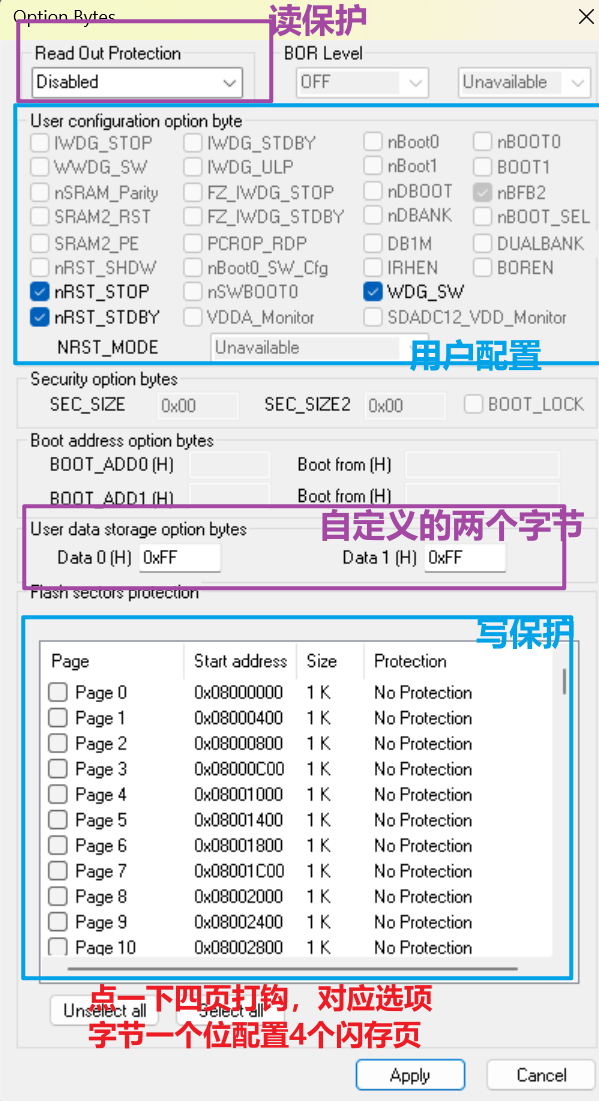 Option Bytes
读保护
Read Out Protection
BOR Level
Disabled
OFF
Unavailable
User configuration option byte
IWDG_STOP IWDG_STDBY nBoot0 nBOOT0
WWDG_SW IWDG_ULP nBoot1 BOOT1
nSRAM_Parity FZ_IWDG_STOP nDBOOT nBFB2
SRAM2_RST FZ_IWDG_STDBY nDBANK nBOOT_SEL
SRAM2_PE PCROP_RDP DB1M DUALBANK
nRST_SHDW nBoot0_SW_Cfg IRHEN BOREN
nRST_STOP nSWBOOT0 WDG_SW
nRST_STDBY VDDA_Monitor SDADC12_VDD_Monitor
NRST_MODE Unavailable
用户配置
Security option bytes
SEC_SIZE 0x00 SEC_SIZE2 0x00 BOOT_LOCK
Boot address option bytes
BOOT_ADD0 (H) Boot from (H)
BOOT_ADD1 (H) Boot from (H)
自定义的两个字节
User data storage option bytes
Data 0 (H) 0xFF Data 1 (H) 0xFF
Flash sectors protection
写保护
Page Start address Size Protection
Page 0 0x08000000 1 K No Protection
Page 1 0x08000400 1 K No Protection
Page 2 0x08000800 1 K No Protection
Page 3 0x08000C00 1 K No Protection
Page 4 0x08001000 1 K No Protection
Page 5 0x08001400 1 K No Protection
Page 6 0x08001800 1 K No Protection
Page 7 0x08001C00 1 K No Protection
Page 8 0x08002000 1 K No Protection
Page 9 0x08002400 1 K No Protection
Page 10 0x08002800 1 K No Protection
点一下四页打钩，对应选项
Unselect all Select all
字节一个位配置4个闪存页
Apply Cancel